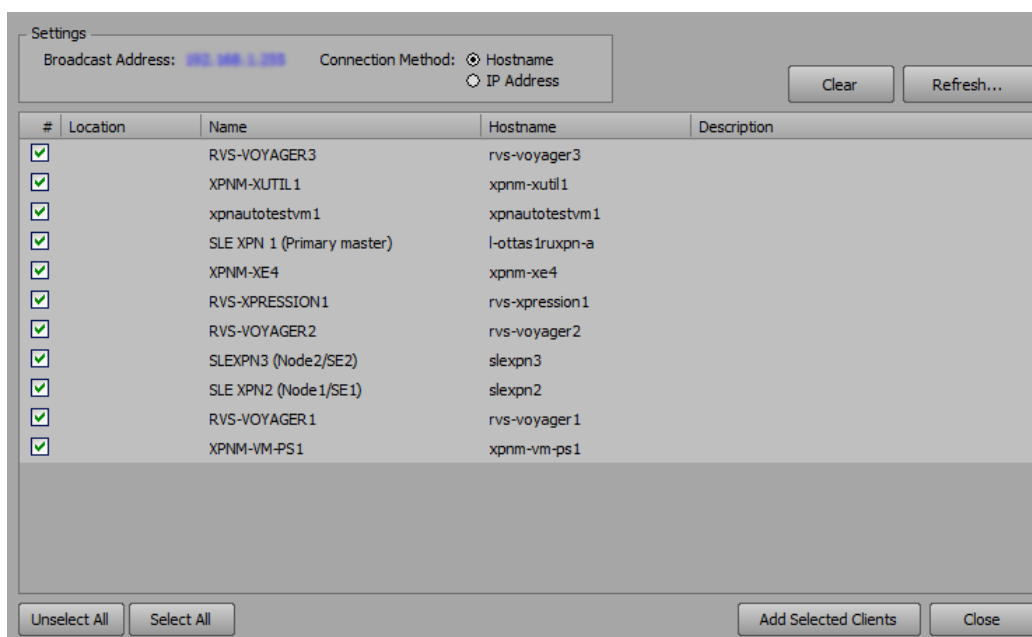 Settings
Broadcast Address: Connection Method: Hostname
IP Address
Clear Refresh...
# Location Name Hostname Description
RVS-VOYAGER3 rvs-voyager3
XPNM-XUTIL1 xpnm-xutil1
xpnautotestvm1 xpnautotestvm1
SLE XPN 1 (Primary master) l-ottas1ruxpn-a
XPNM-XE4 xpnm-xe4
RVS-XPRESSION1 rvs-xpression1
RVS-VOYAGER2 rvs-voyager2
SLEXPN3 (Node2/SE2) slexpn3
SLE XPN2 (Node1/SE1) slexpn2
RVS-VOYAGER1 rvs-voyager1
XPNM-VM-PS1 xpnm-vm-ps1
Unselect All Select All Add Selected Clients Close